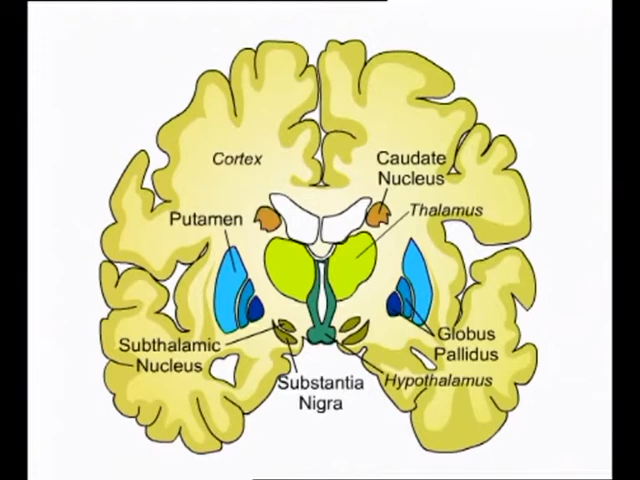 Cortex
Caudate
Nucleus
Thalamus
Putamen
Subthalamic
Nucleus
Globus
Pallidus
Substantia
Nigra
Hypothalamus